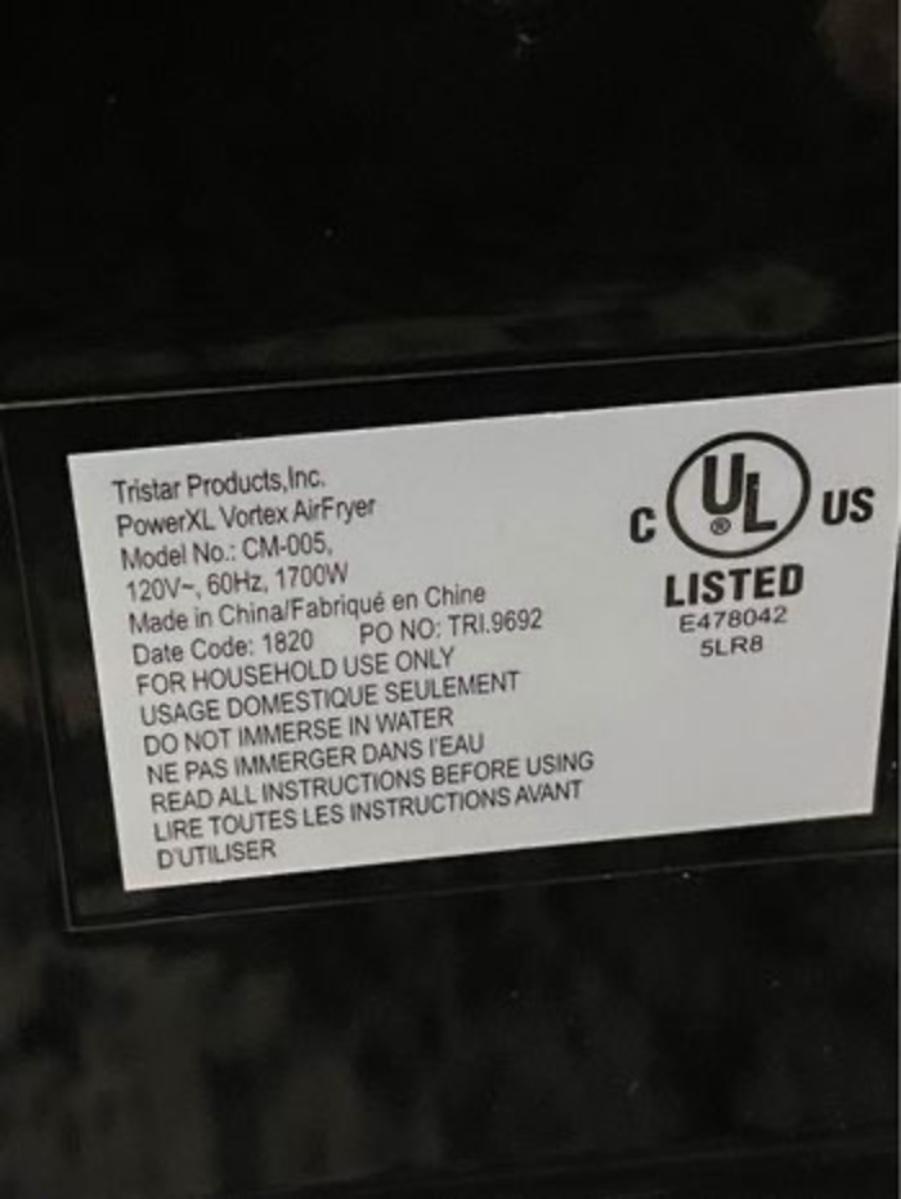 Tristar Products,Inc.
PowerXL Vortex AirFryer
Model No.: CM-005,
120V~, 60Hz, 1700W
Made in China/Fabriqué en Chine
Date Code: 1820 PO NO: TRI.9692
FOR HOUSEHOLD USE ONLY
USAGE DOMESTIQUE SEULEMENT
DO NOT IMMERSE IN WATER
NE PAS IMMERGER DANS l'EAU
READ ALL INSTRUCTIONS BEFORE USING
LIRE TOUTES LES INSTRUCTIONS AVANT
D'UTILISER
C UL ® US
LISTED
E478042
5LR8